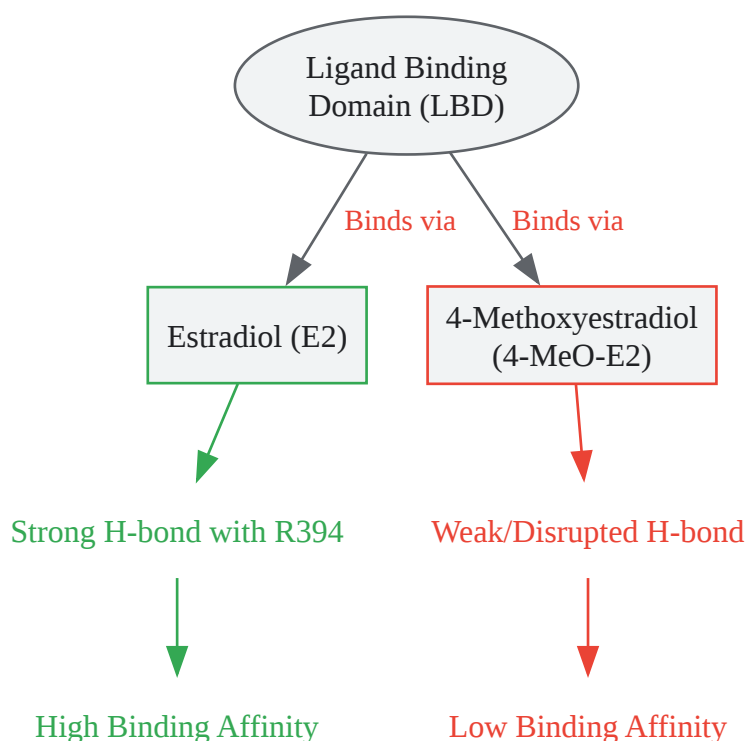 Ligand Binding
Domain (LBD)
Binds via
Binds via
Estradiol (E2)
4-Methoxyestradiol
(4-MeO-E2)
Strong H-bond with R394
Weak/Disrupted H-bond
High Binding Affinity
Low Binding Affinity